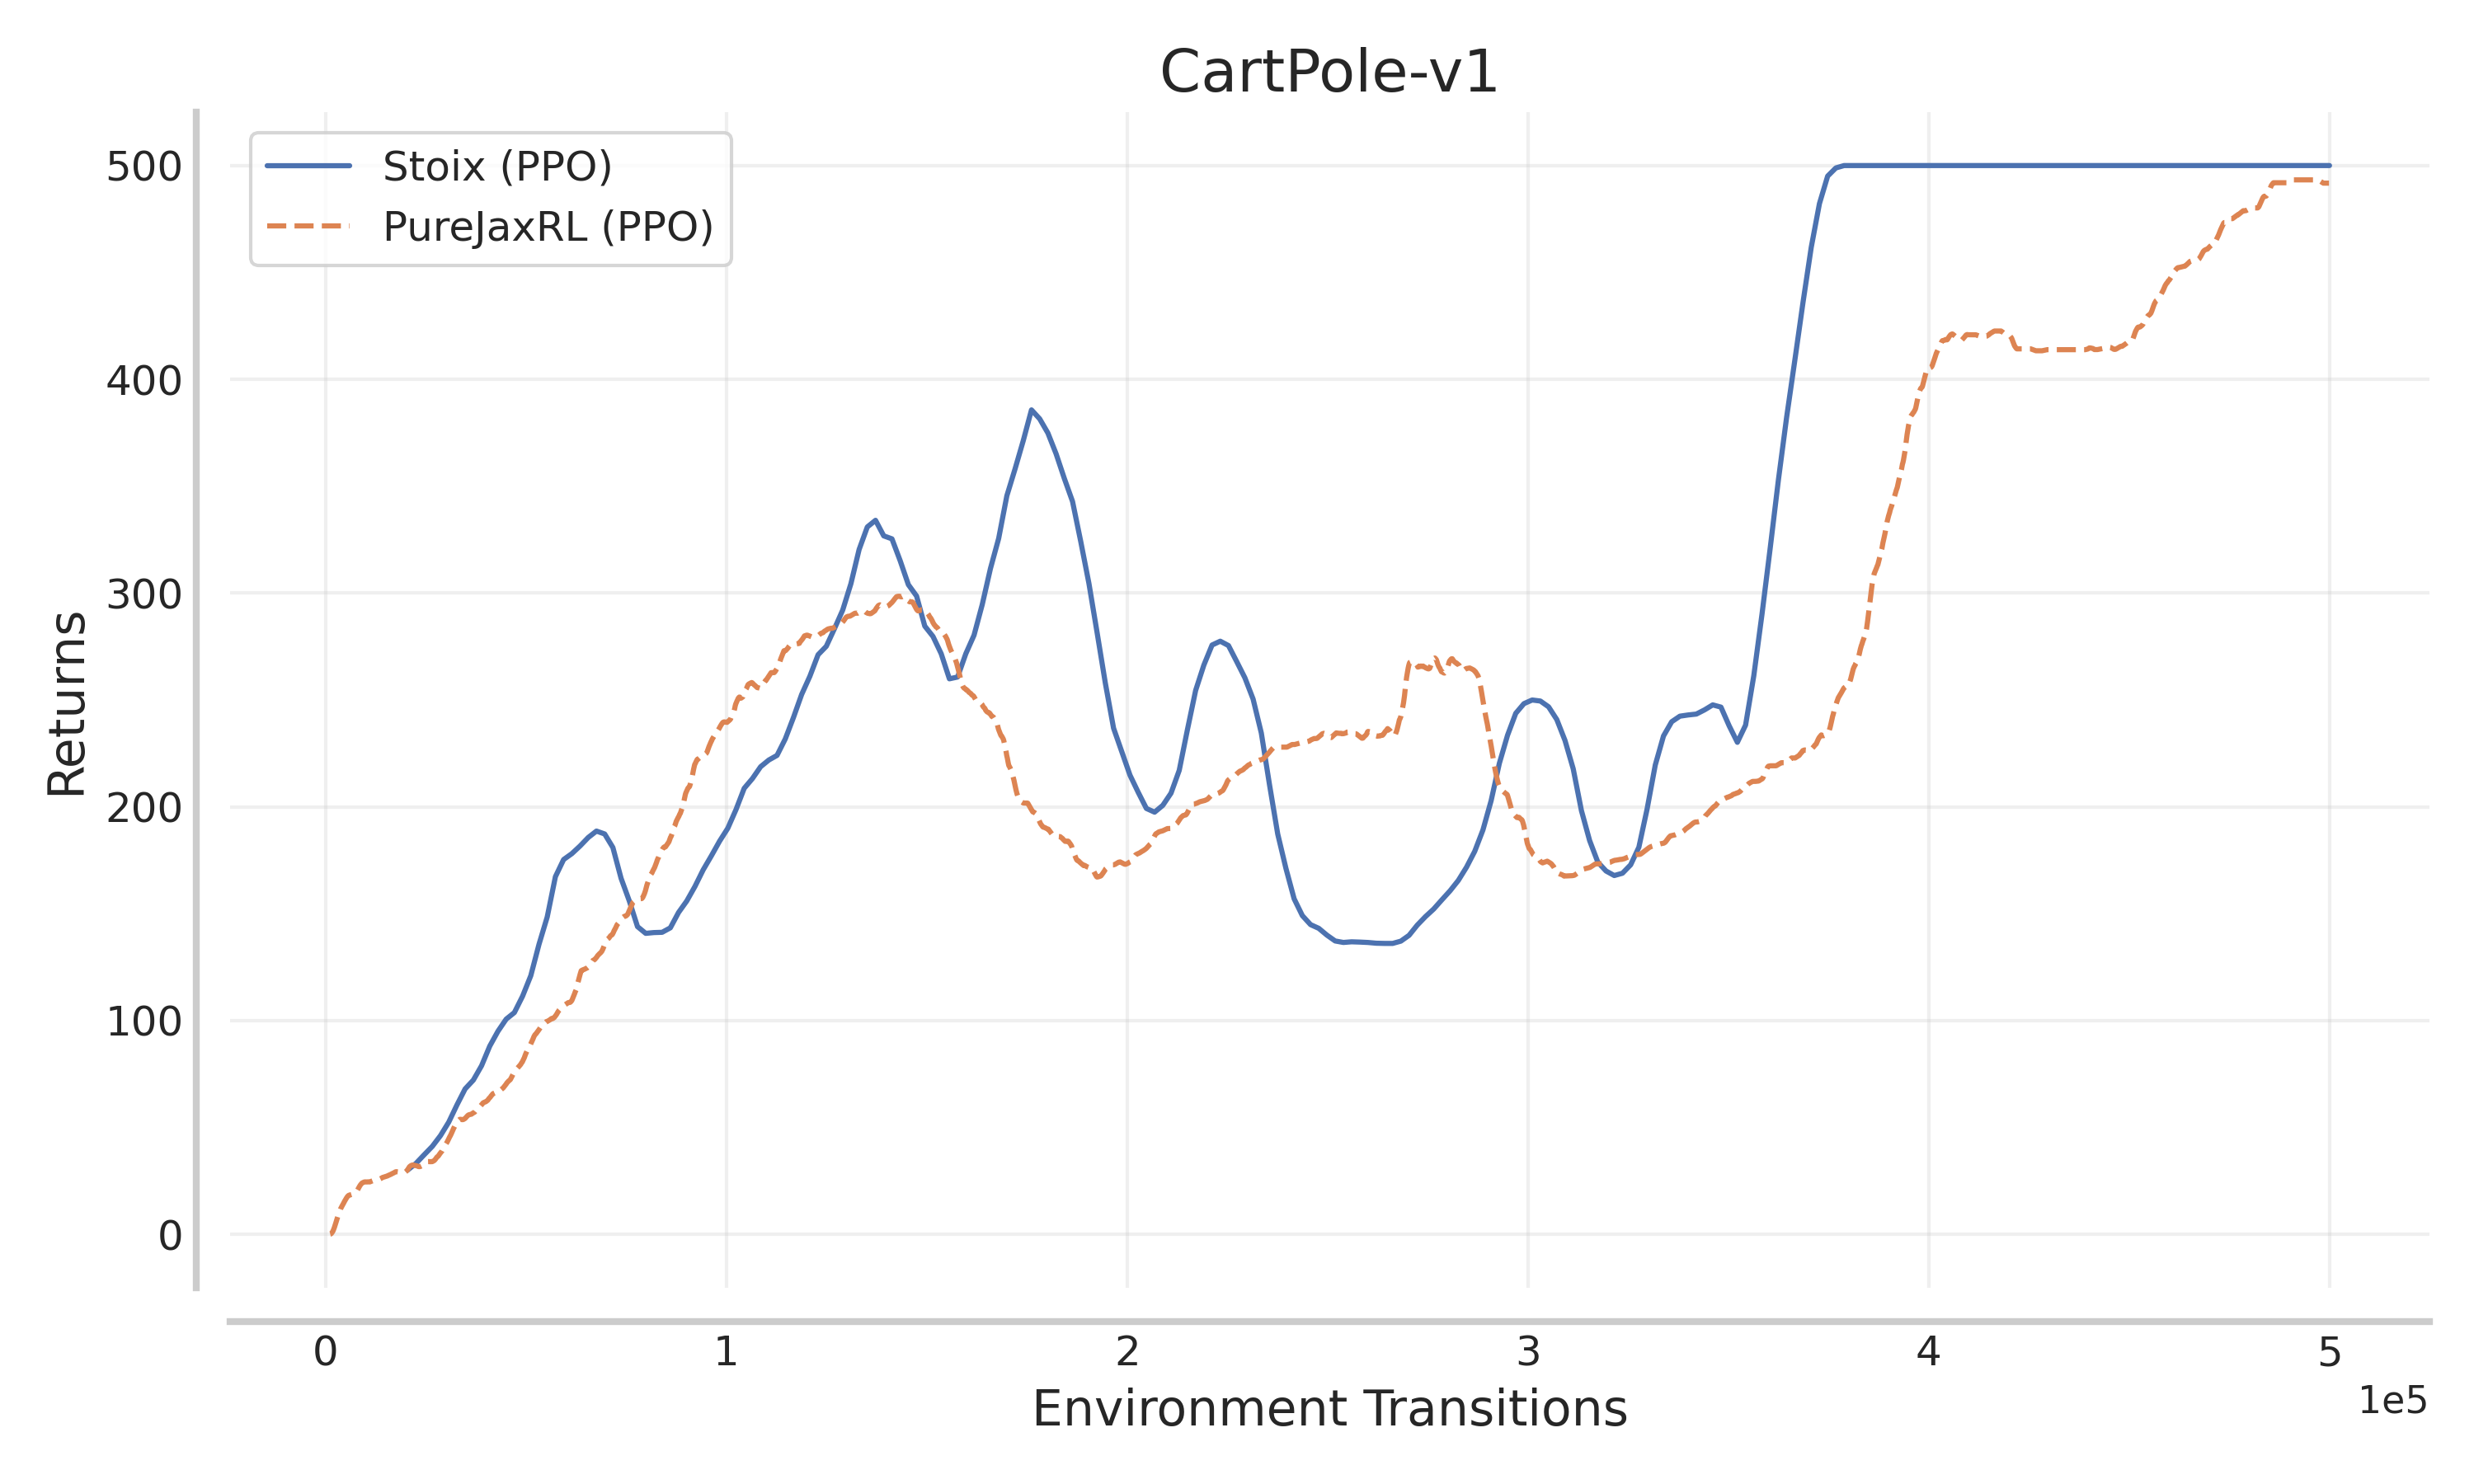 CartPole-v1
Stoix (PPO)
PureJaxRL (PPO)
Returns
500
400
300
200
100
0
0 1 2 3 4 5
1e5
Environment Transitions